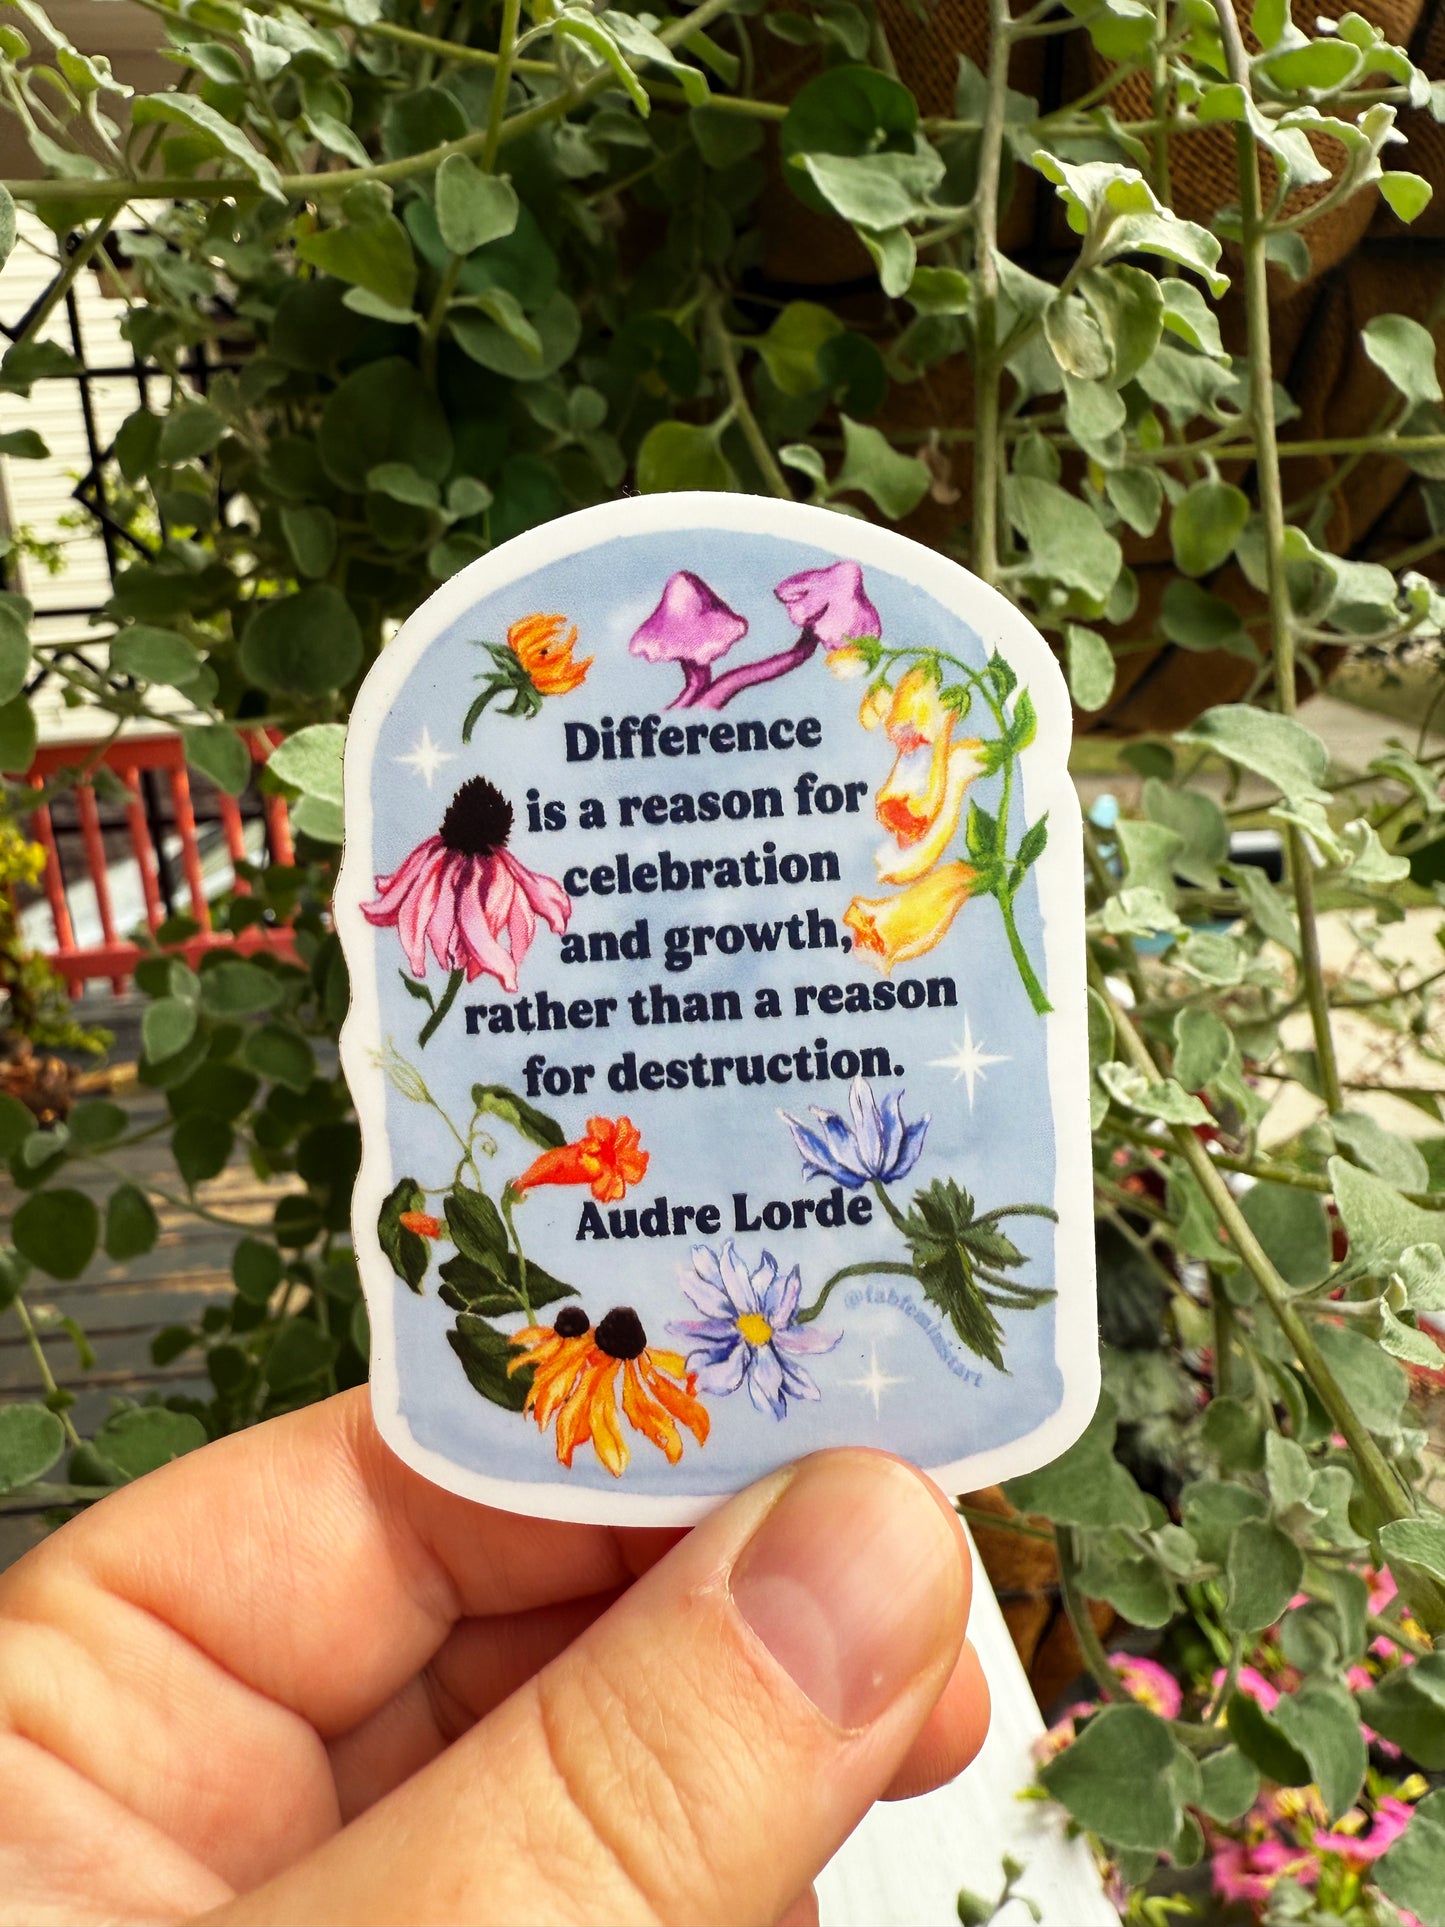 Difference
is a reason for
celebration
and growth,
rather than a reason
for destruction.
Audre Lorde